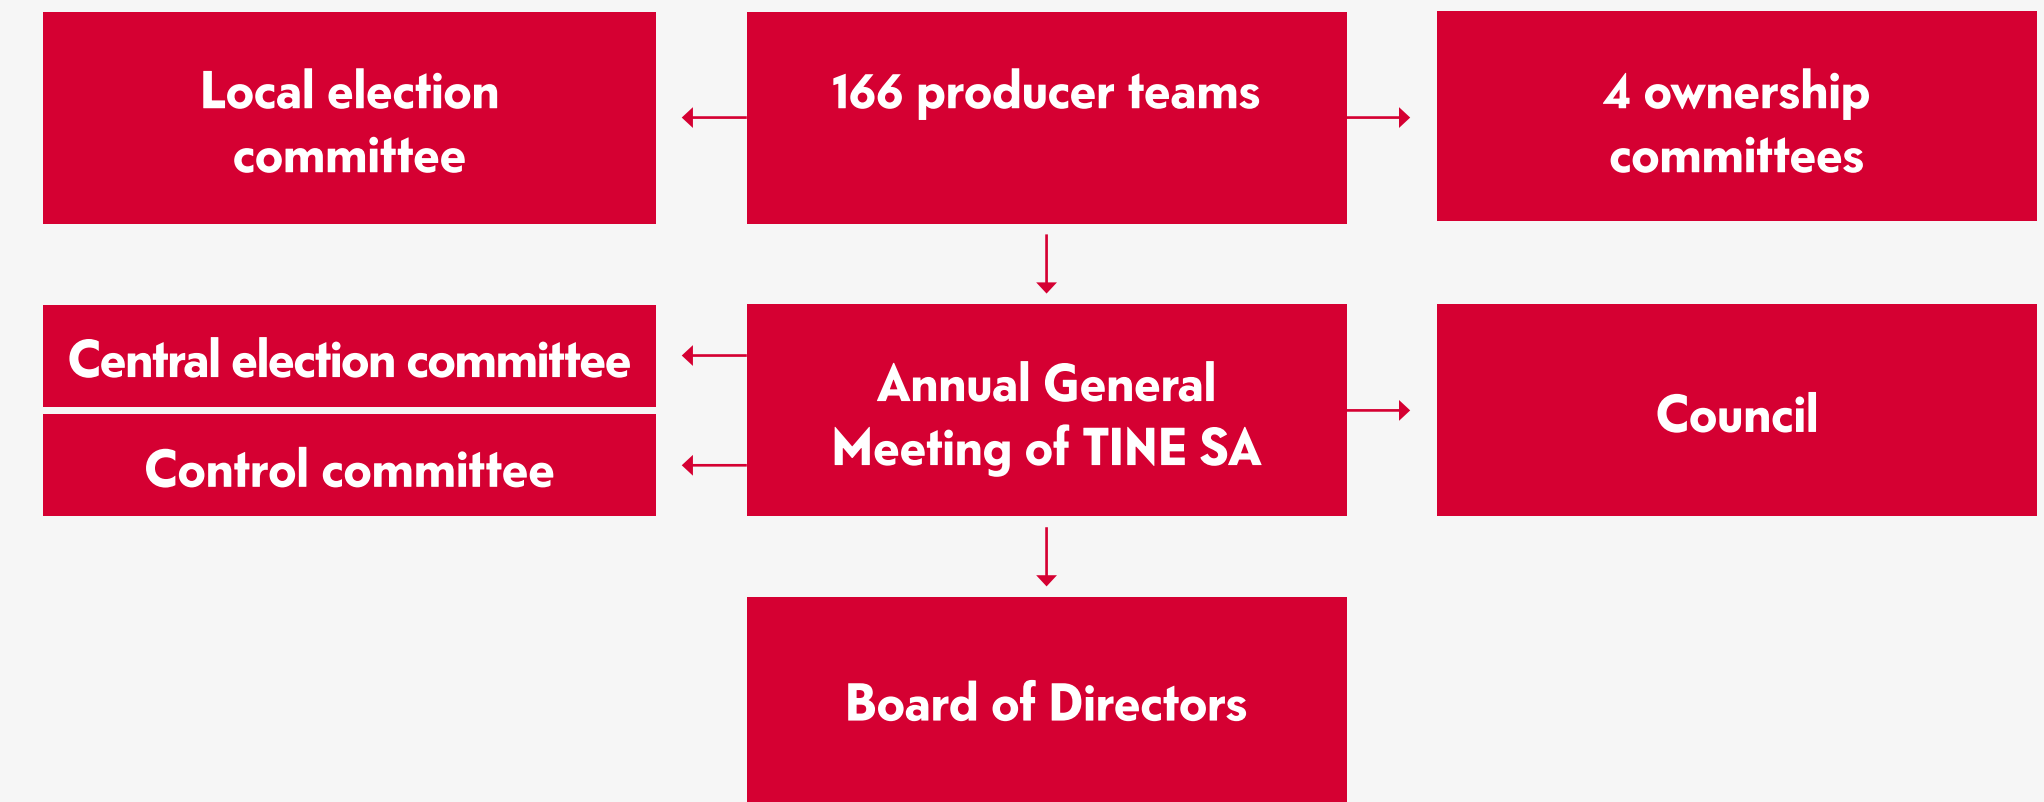 Local election
committee
166 producer teams
4 ownership
committees
Central election committee
Control committee
Annual General
Meeting of TINE SA
Council
Board of Directors